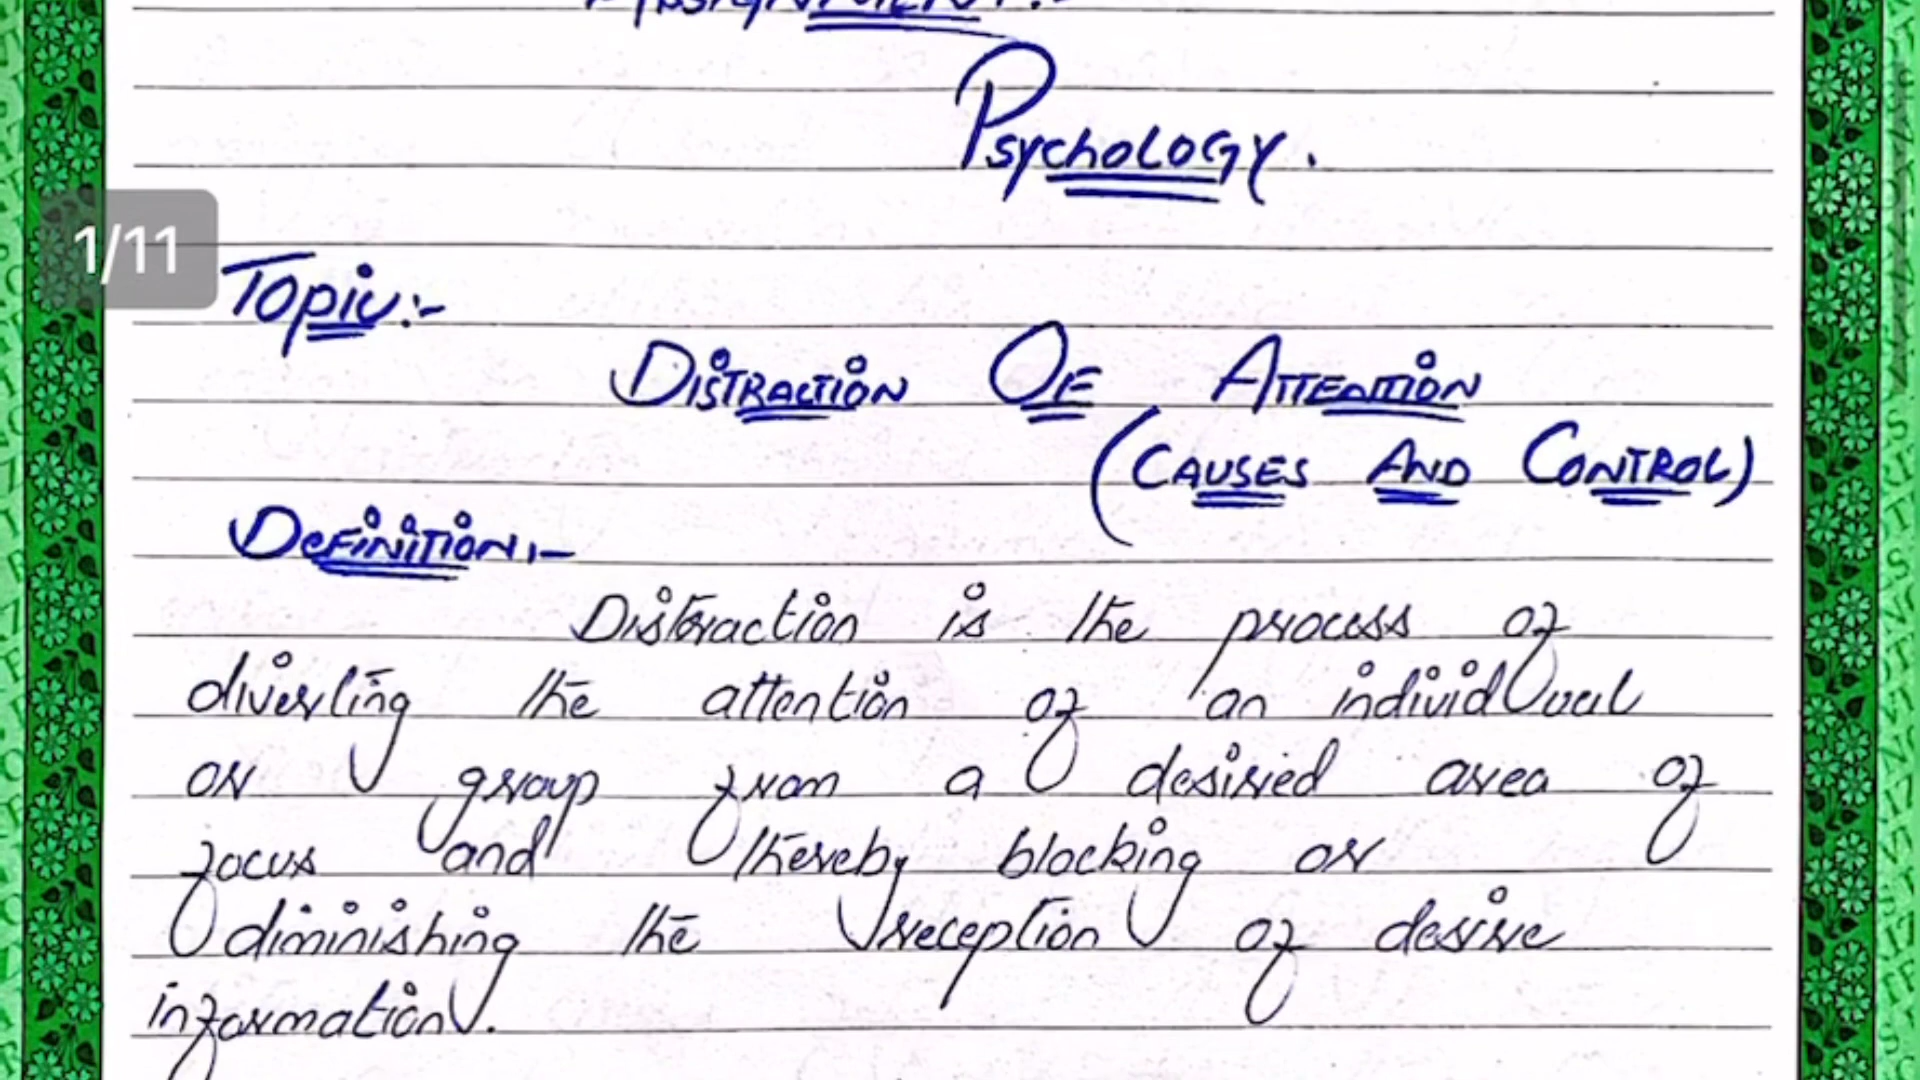 Assignment:-
Psychology.
1/11
Topic:-
Distraction Of Attention
(Causes And Control)
Definition:-
Distraction is the process of
diverting the attention of an individual
or group from a desired area of
focus and thereby blocking or
diminishing the reception of desire
information.